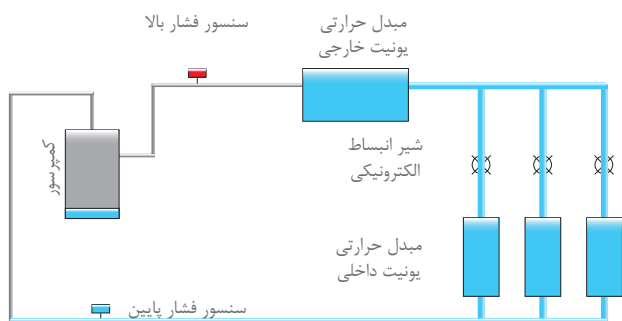 سنسور فشار بالا
مبدل حرارتی
یونیت خارجی
کمپرسور
شیر انبساط
الکترونیکی
مبدل حرارتی
یونیت داخلی
سنسور فشار پایین